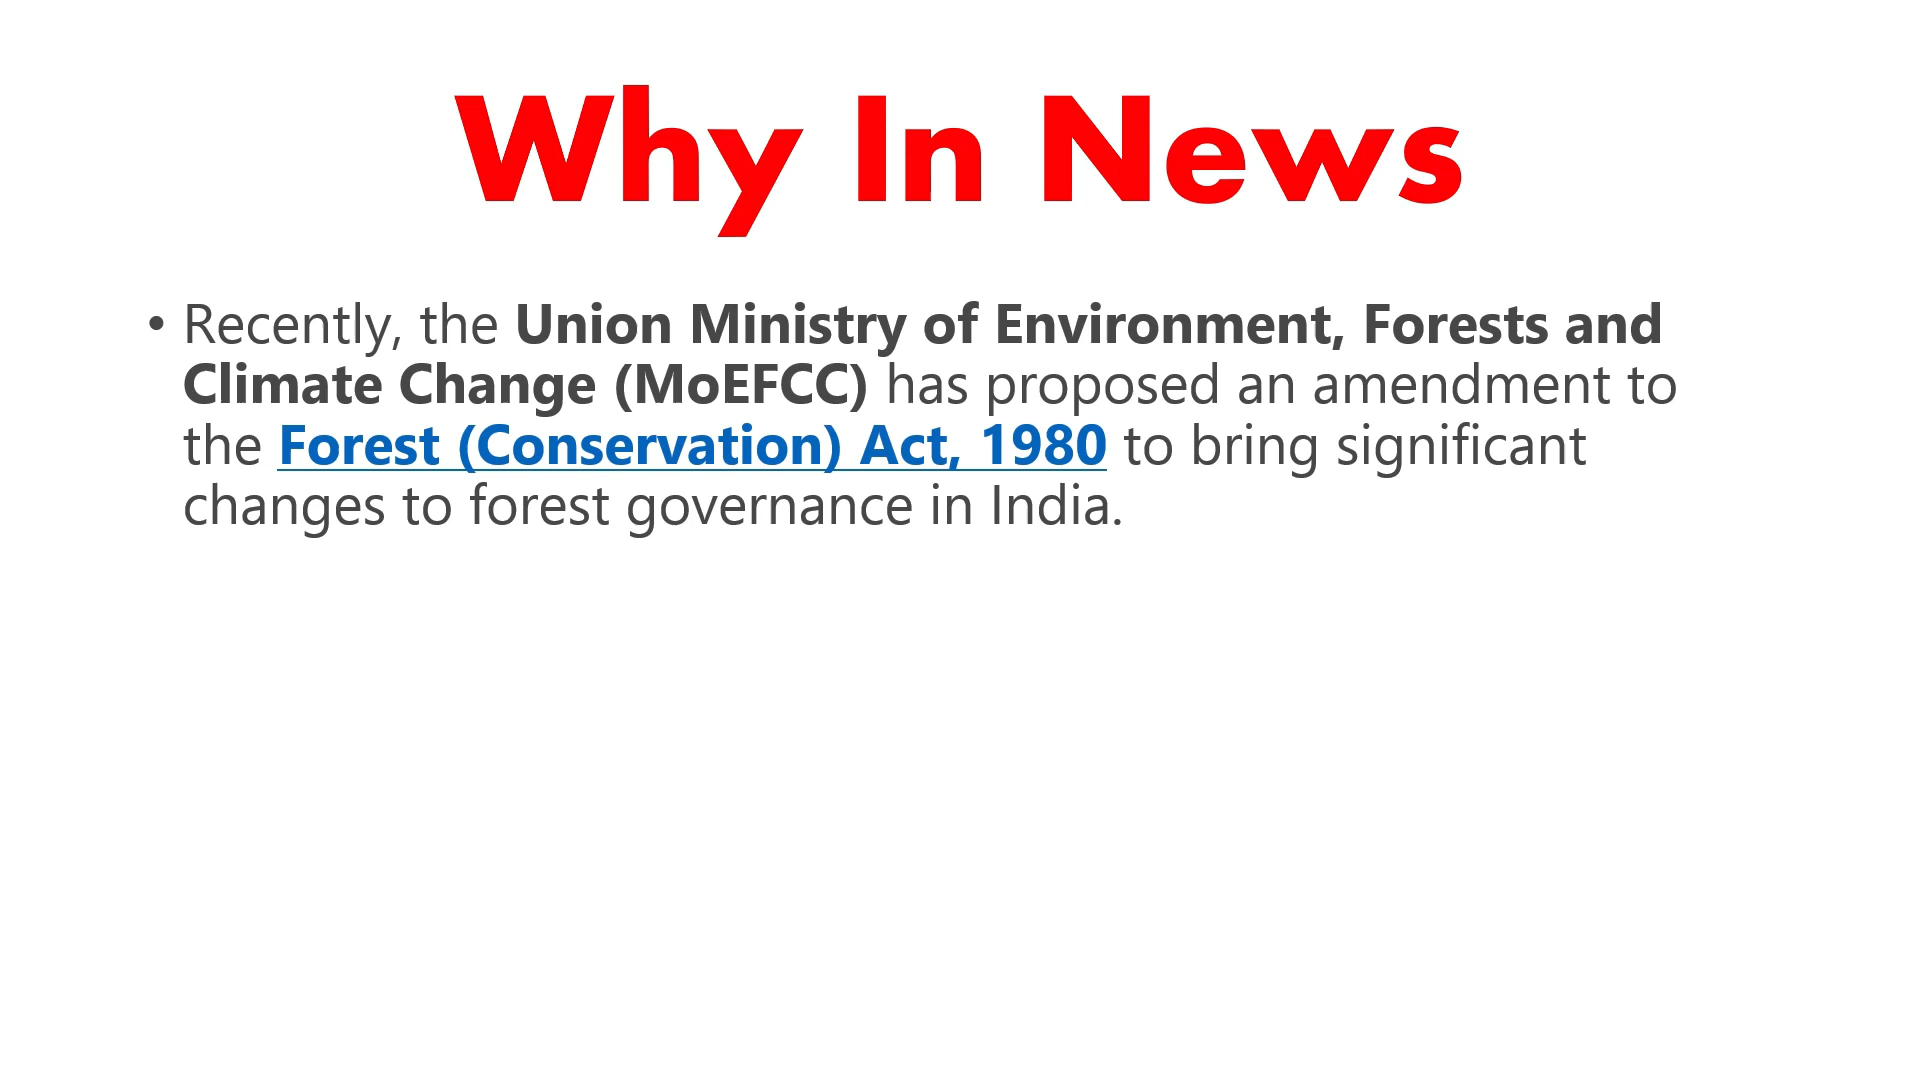 Why In News
• Recently, the Union Ministry of Environment, Forests and
Climate Change (MoEFCC) has proposed an amendment to
the Forest (Conservation) Act, 1980 to bring significant
changes to forest governance in India.